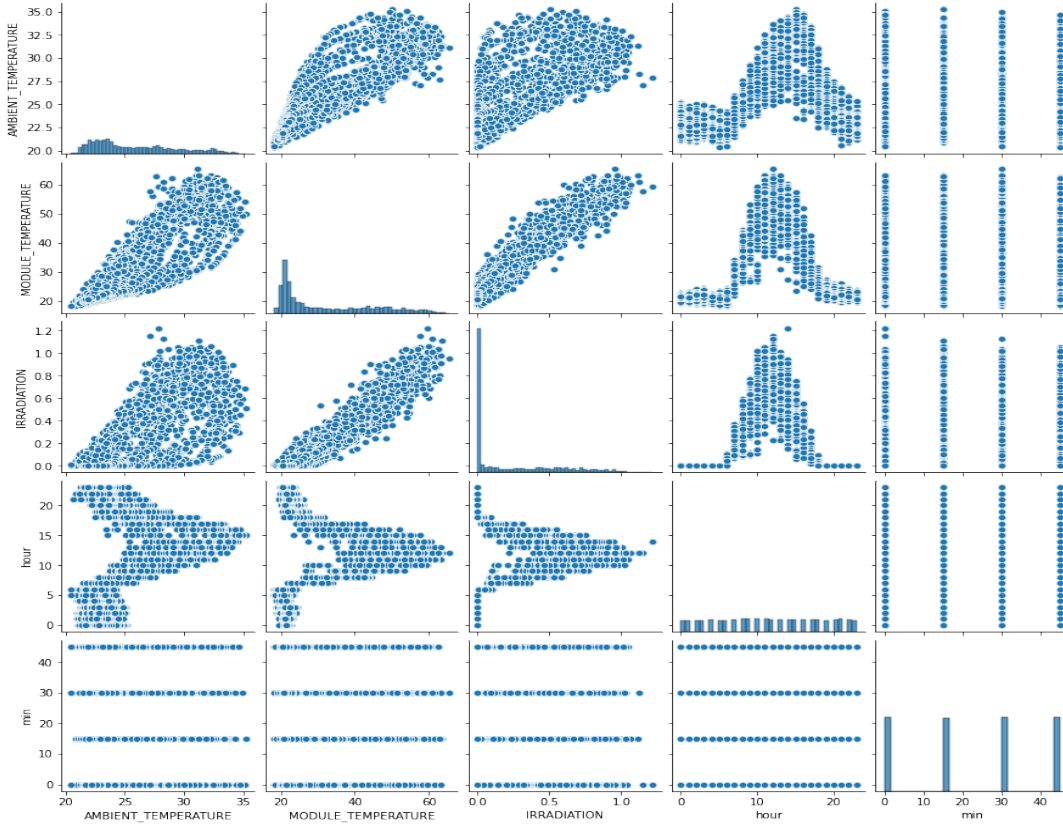 35.0
32.5
30.0
27.5
25.0
22.5
20.0
AMBIENT_TEMPERATURE
60
50
40
30
20
MODULE_TEMPERATURE
1.2
1.0
0.8
0.6
0.4
0.2
0.0
IRRADIATION
20
15
10
5
0
hour
40
30
20
10
0
min
20 25 30 35
20 40 60
0.0 0.5 1.0
0 10 20
0 20 40
AMBIENT_TEMPERATURE MODULE_TEMPERATURE IRRADIATION hour min